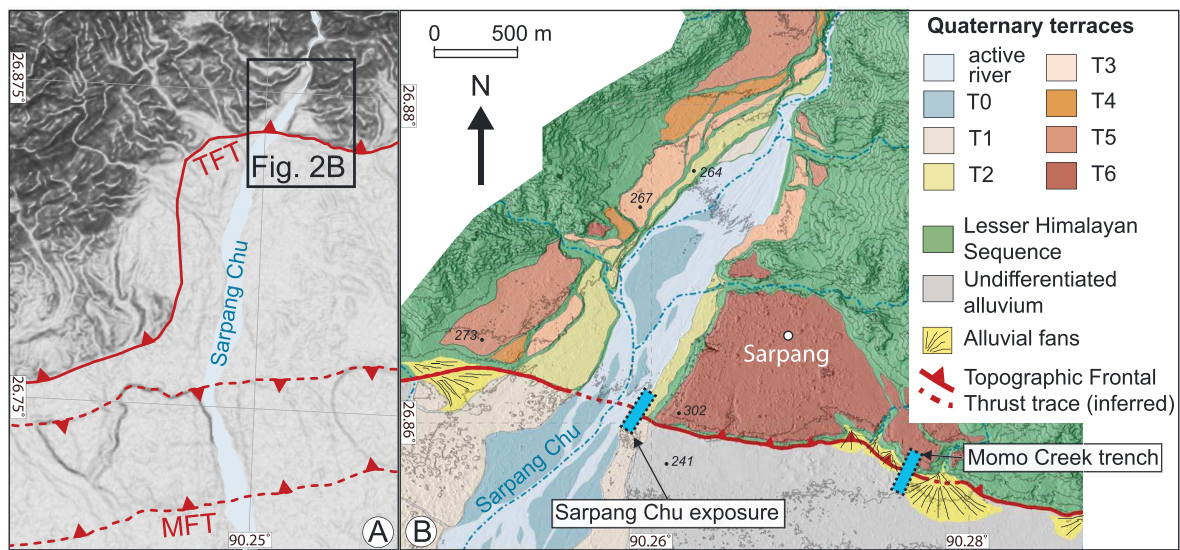 26.875°
TFT
Fig. 2B
Sarpang Chu
26.75°
MFT
90.25°
A
0 500 m
N
26.88°
264
267
273
Sarpang
302
26.86°
241
Sarpang Chu
Sarpang Chu exposure
Momo Creek trench
B
90.26°
90.28°
Quaternary terraces
active
river
T0
T1
T2
T3
T4
T5
T6
Lesser Himalayan
Sequence
Undifferentiated
alluvium
Alluvial fans
Topographic Frontal
Thrust trace (inferred)